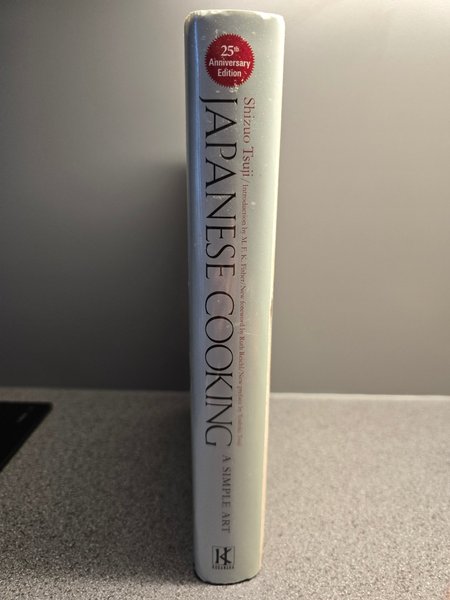 25th
Anniversary
Edition
Shizuo Tsuji / Introduction by M. F. K. Fisher/New foreword by Ruth Reichl/New preface by Yoshiki Tsuji
JAPANESE COOKING
A SIMPLE ART
KODANSHA